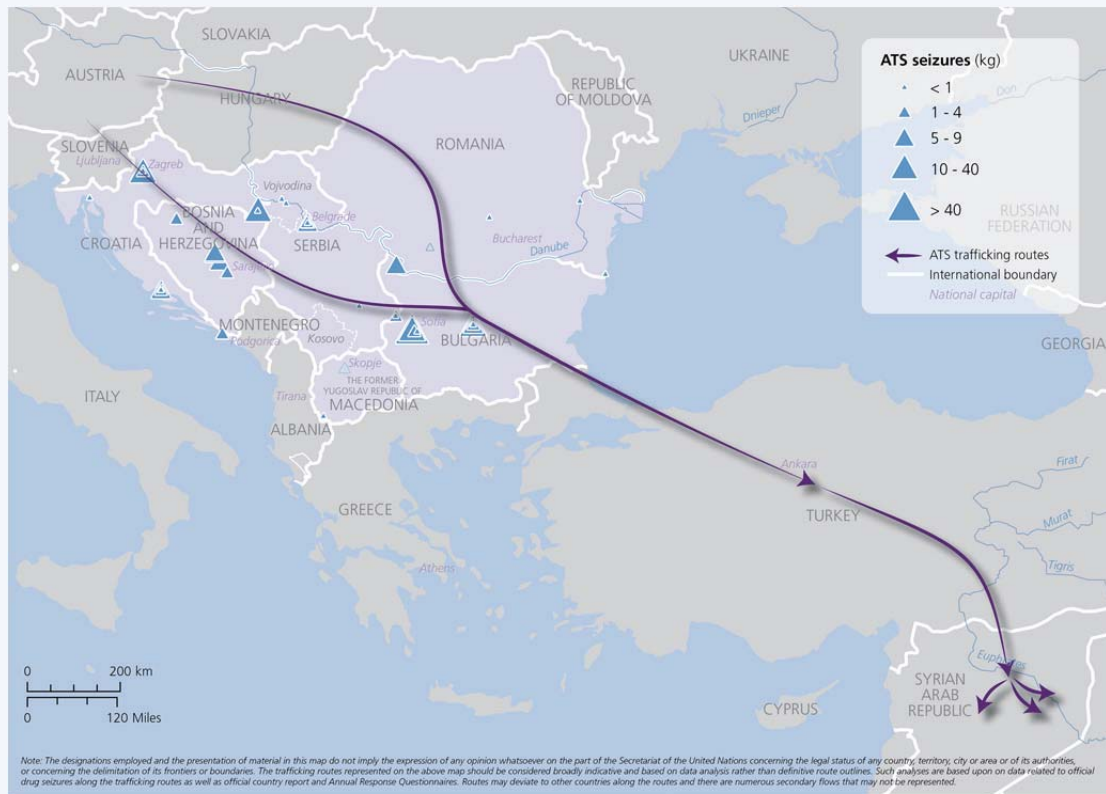 SLOVAKIA
UKRAINE
AUSTRIA
HUNGARY
REPUBLIC
OF MOLDOVA
Dnieper
Don
ROMANIA
SLOVENIA
Ljubljana
Zagreb
Vojvodina
BOSNIA
AND
HERZEGOVINA
Belgrade
CROATIA
SERBIA
Bucharest
Danube
Sarajevo
RUSSIAN
FEDERATION
MONTENEGRO
Podgorica
Kosovo
Sofia
BULGARIA
GEORGIA
Skopje
THE FORMER
YUGOSLAV REPUBLIC OF
MACEDONIA
ITALY
Tirana
ALBANIA
Ankara
Firat
GREECE
TURKEY
Murat
Tigris
Athens
Euphrates
SYRIAN
ARAB
REPUBLIC
CYPRUS
ATS seizures (kg)
< 1
1 - 4
5 - 9
10 - 40
> 40
ATS trafficking routes
International boundary
National capital
0 200 km
0 120 Miles
Note: The designations employed and the presentation of material in this map do not imply the expression of any opinion whatsoever on the part of the Secretariat of the United Nations concerning the legal status of any country, territory, city or area or of its authorities,
or concerning the delimitation of its frontiers or boundaries. The trafficking routes represented on the above map should be considered broadly indicative and based on data analysis rather than definitive route outlines. Such analyses are based upon data related to official
drug seizures along the trafficking routes as well as official country report and Annual Response Questionnaires. Routes may deviate to other countries along the routes and there are numerous secondary flows that may not be represented.